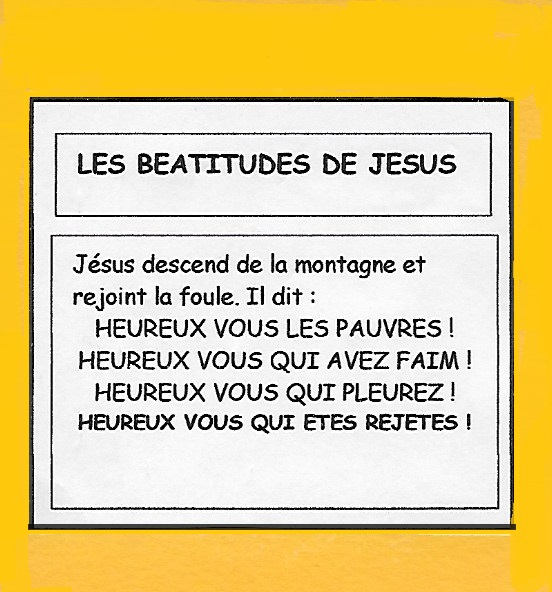 LES BEATITUDES DE JESUS
Jésus descend de la montagne et
rejoint la foule. Il dit :
HEUREUX VOUS LES PAUVRES !
HEUREUX VOUS QUI AVEZ FAIM !
HEUREUX VOUS QUI PLEUREZ !
HEUREUX VOUS QUI ETES REJETES !